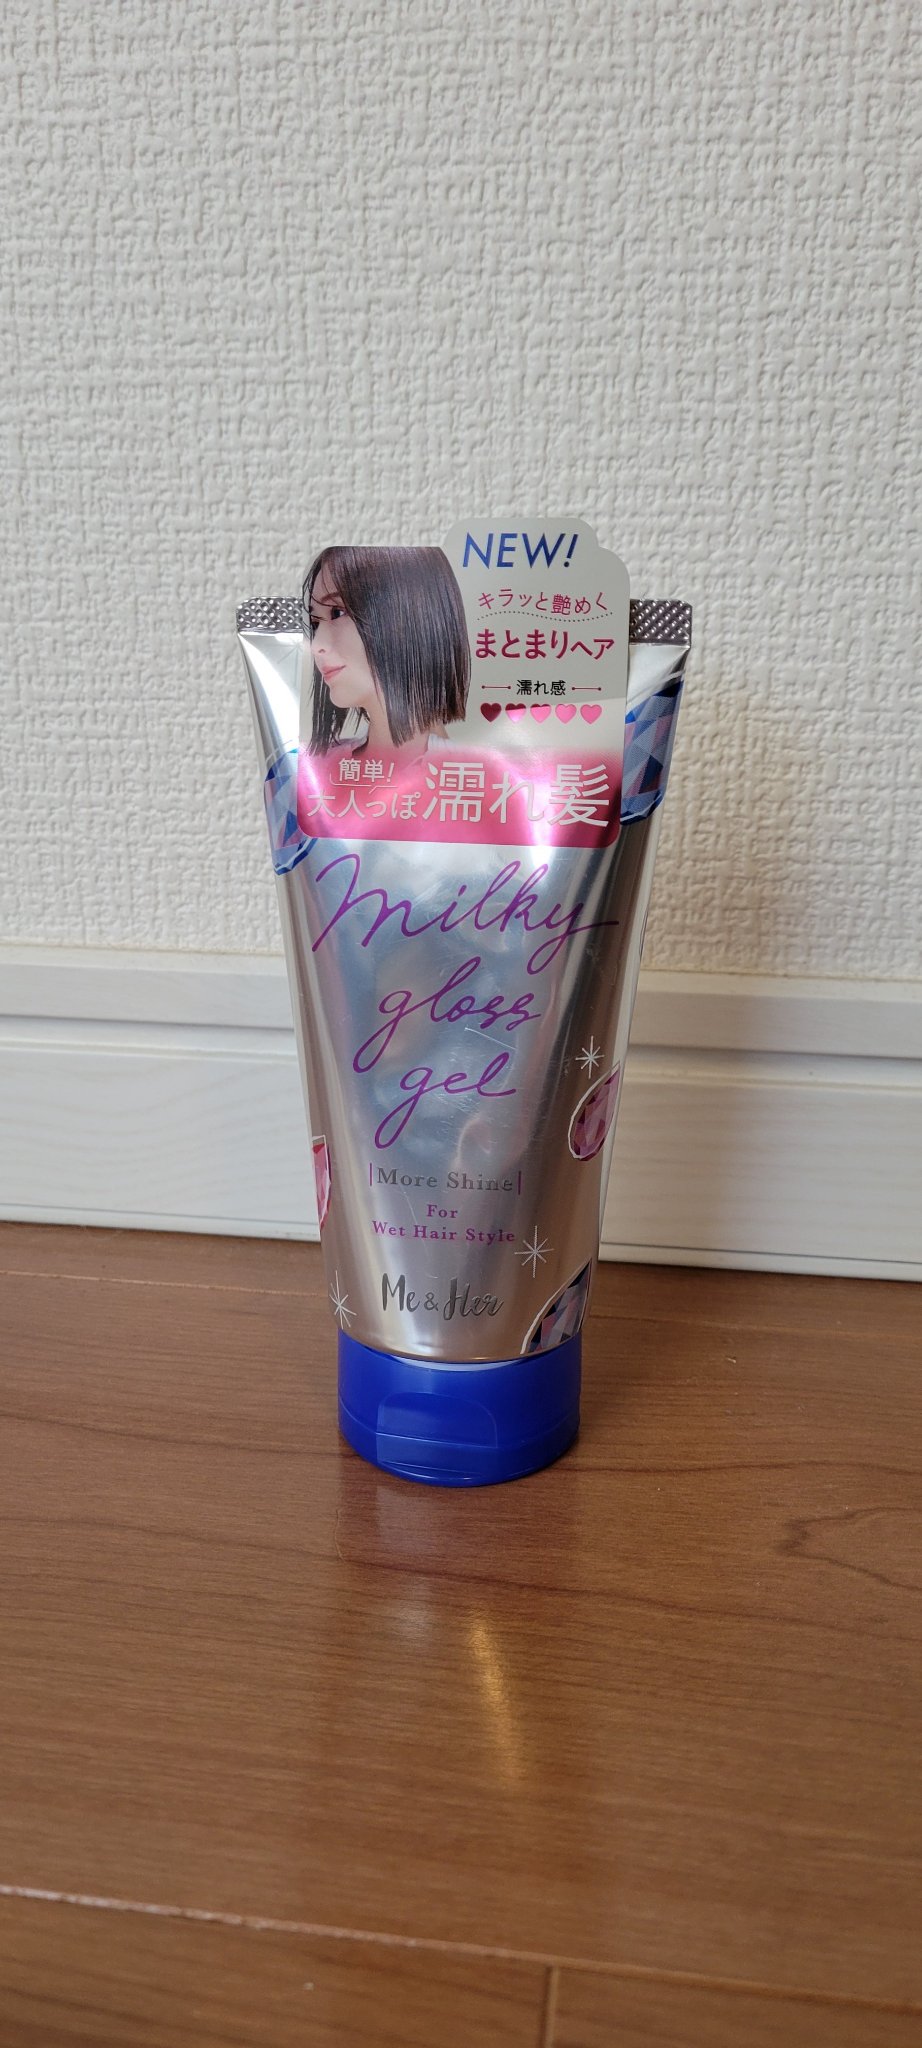 NEW!
キラッと艶めく
まとまりヘア
濡れ感
簡単!
大人っぽ濡れ髪
milky
gloss
gel
More Shine
For
Wet Hair Style
Me & Her